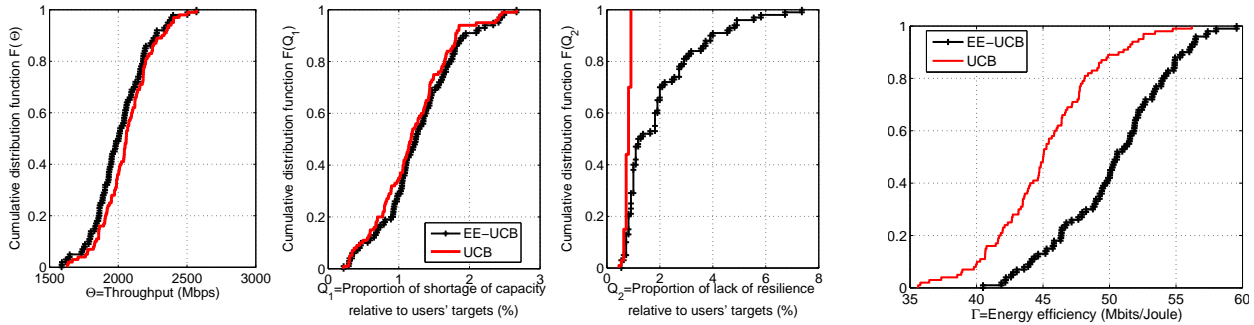 Cumulative distribution function F(Θ)
1
0.8
0.6
0.4
0.2
0
1500 2000 2500 3000
Θ=Throughput (Mbps)
Cumulative distribution function F(Q₁)
1
0.8
0.6
0.4
0.2
0
0 1 2 3
EE−UCB
UCB
Q₁=Proportion of shortage of capacity
relative to users' targets (%)
Cumulative distribution function F(Q₂)
1
0.8
0.6
0.4
0.2
0
0 2 4 6 8
Q₂=Proportion of lack of resilience
relative to users' targets (%)
Cumulative distribution function
1
0.8
0.6
0.4
0.2
0
35 40 45 50 55 60
EE−UCB
UCB
Γ=Energy efficiency (Mbits/Joule)